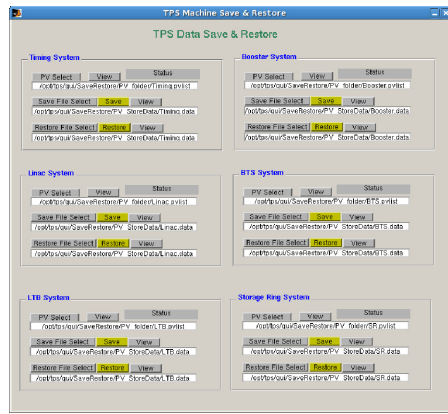 TPS Machine Save & Restore
TPS Data Save & Restore
Timing System
PV Select View Status
/opt/tps/gui/SaveRestore/PV_folder/Timing.pvlist
Save File Select Save View
/opt/tps/gui/SaveRestore/PV_StoreData/Timing.data
Restore File Select Restore View
/opt/tps/gui/SaveRestore/PV_StoreData/Timing.data
Booster System
PV Select View Status
/opt/tps/gui/SaveRestore/PV_folder/Booster.pvlist
Save File Select Save View
/opt/tps/gui/SaveRestore/PV_StoreData/Booster.data
Restore File Select Restore View
/opt/tps/gui/SaveRestore/PV_StoreData/Booster.data
Linac System
PV Select View Status
/opt/tps/gui/SaveRestore/PV_folder/Linac.pvlist
Save File Select Save View
/opt/tps/gui/SaveRestore/PV_StoreData/Linac.data
Restore File Select Restore View
/opt/tps/gui/SaveRestore/PV_StoreData/Linac.data
BTS System
PV Select View Status
/opt/tps/gui/SaveRestore/PV_folder/BTS.pvlist
Save File Select Save View
/opt/tps/gui/SaveRestore/PV_StoreData/BTS.data
Restore File Select Restore View
/opt/tps/gui/SaveRestore/PV_StoreData/BTS.data
LTB System
PV Select View Status
/opt/tps/gui/SaveRestore/PV_folder/LTB.pvlist
Save File Select Save View
/opt/tps/gui/SaveRestore/PV_StoreData/LTB.data
Restore File Select Restore View
/opt/tps/gui/SaveRestore/PV_StoreData/LTB.data
Storage Ring System
PV Select View Status
/opt/tps/gui/SaveRestore/PV_folder/SR.pvlist
Save File Select Save View
/opt/tps/gui/SaveRestore/PV_StoreData/SR.data
Restore File Select Restore View
/opt/tps/gui/SaveRestore/PV_StoreData/SR.data